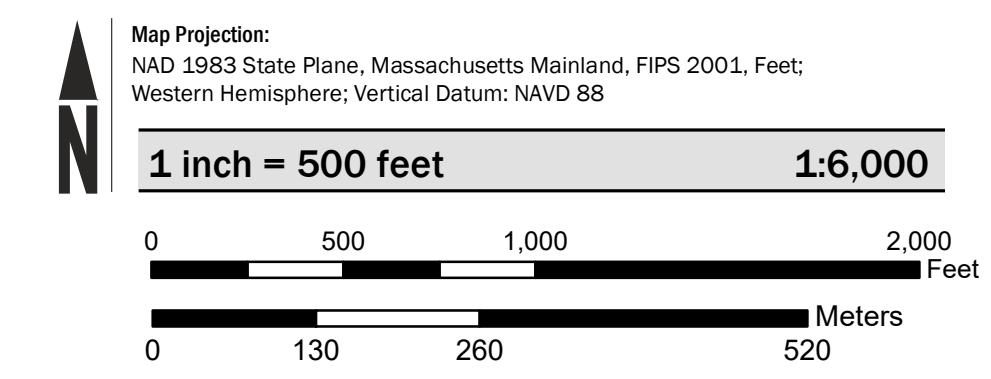 Map Projection:
NAD 1983 State Plane, Massachusetts Mainland, FIPS 2001, Feet;
Western Hemisphere; Vertical Datum: NAVD 88
N
1 inch = 500 feet 1:6,000
0 500 1,000 2,000
Feet
Meters
0 130 260 520